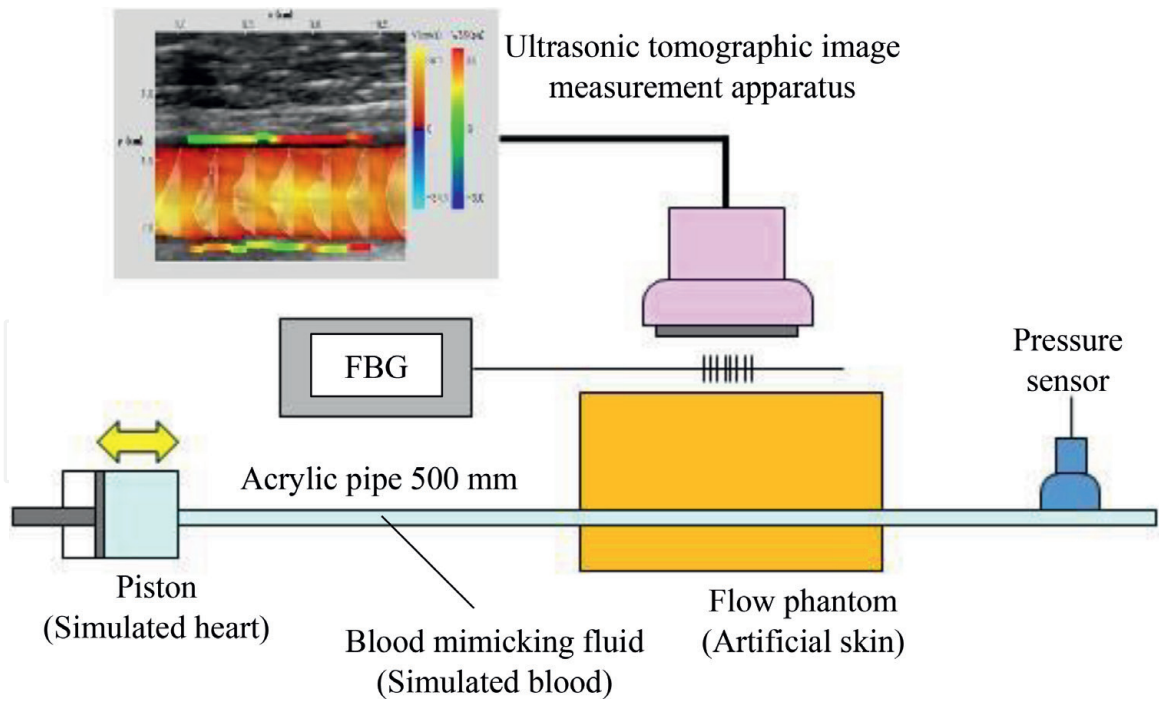 Ultrasonic tomographic image
measurement apparatus
FBG
Pressure
sensor
Acrylic pipe 500 mm
Piston
(Simulated heart)
Blood mimicking fluid
(Simulated blood)
Flow phantom
(Artificial skin)